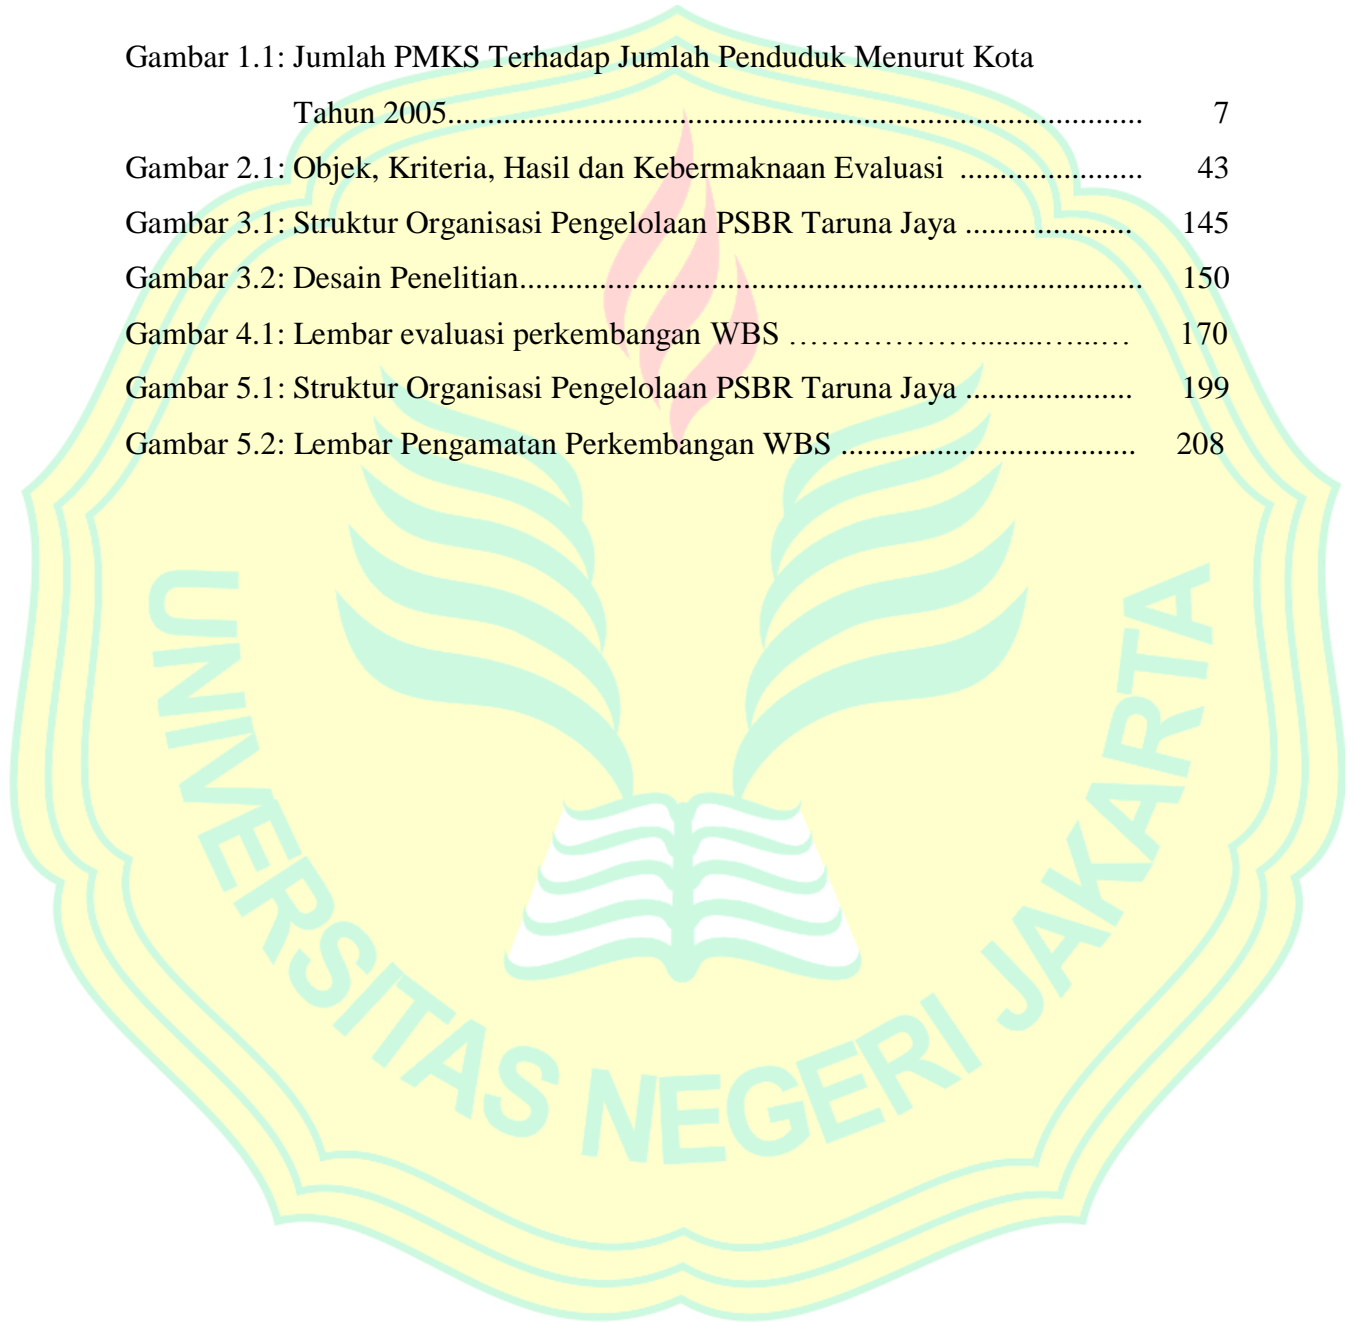 Gambar 1.1: Jumlah PMKS Terhadap Jumlah Penduduk Menurut Kota
Tahun 2005....................................................................................... 7
Gambar 2.1: Objek, Kriteria, Hasil dan Kebermaknaan Evaluasi ....................... 43
Gambar 3.1: Struktur Organisasi Pengelolaan PSBR Taruna Jaya ..................... 145
Gambar 3.2: Desain Penelitian.............................................................................. 150
Gambar 4.1: Lembar evaluasi perkembangan WBS ……………….........…...… 170
Gambar 5.1: Struktur Organisasi Pengelolaan PSBR Taruna Jaya ..................... 199
Gambar 5.2: Lembar Pengamatan Perkembangan WBS ..................................... 208
UNIVERSITAS NEGERI JAKARTA